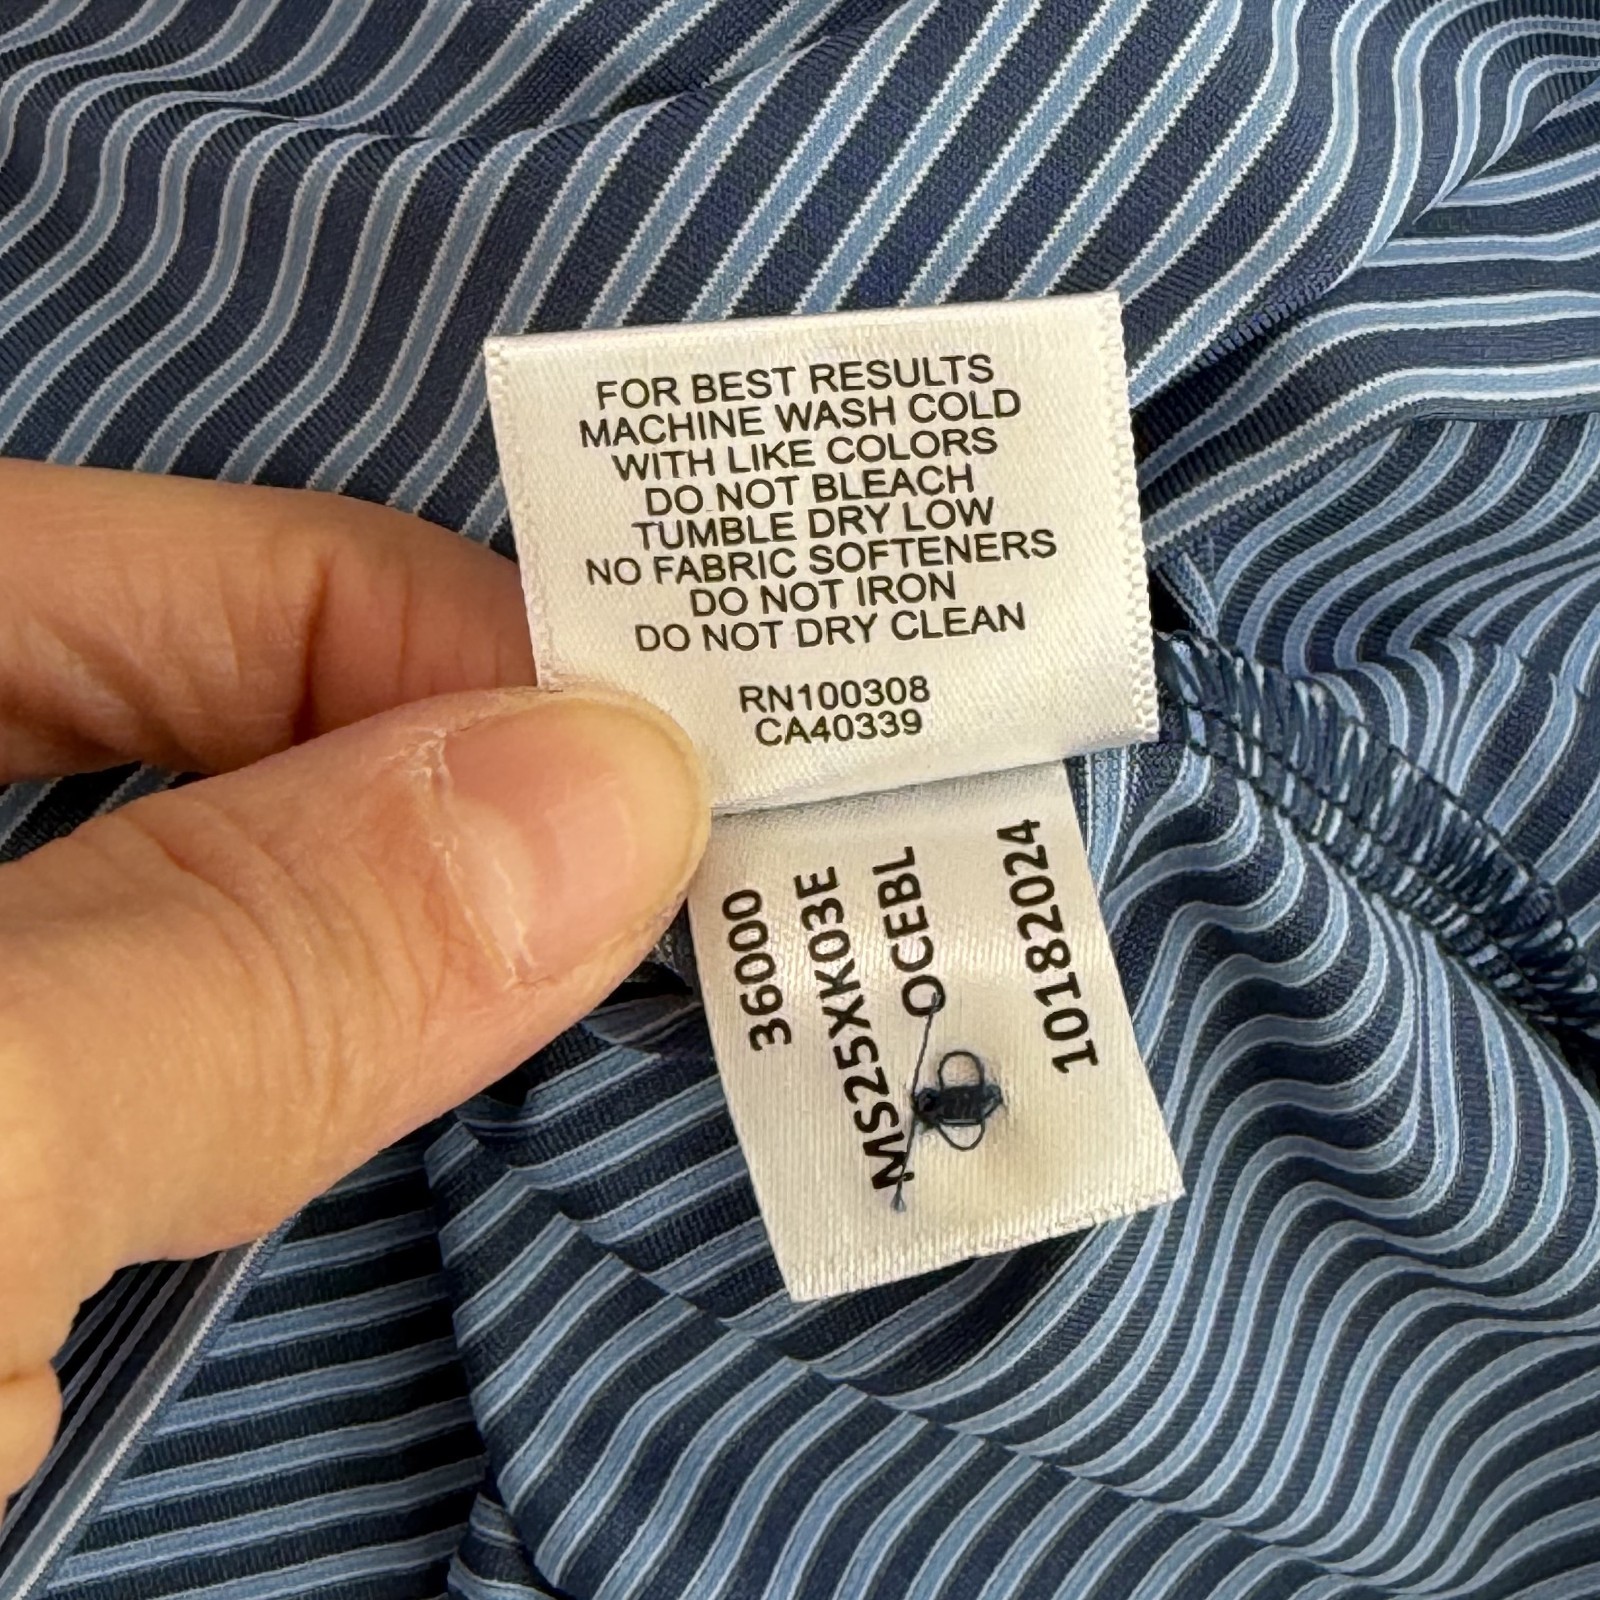 FOR BEST RESULTS
MACHINE WASH COLD
WITH LIKE COLORS
DO NOT BLEACH
TUMBLE DRY LOW
NO FABRIC SOFTENERS
DO NOT IRON
DO NOT DRY CLEAN
RN100308
CA40339
36000
MS25XK03E
OCEBL
10182024